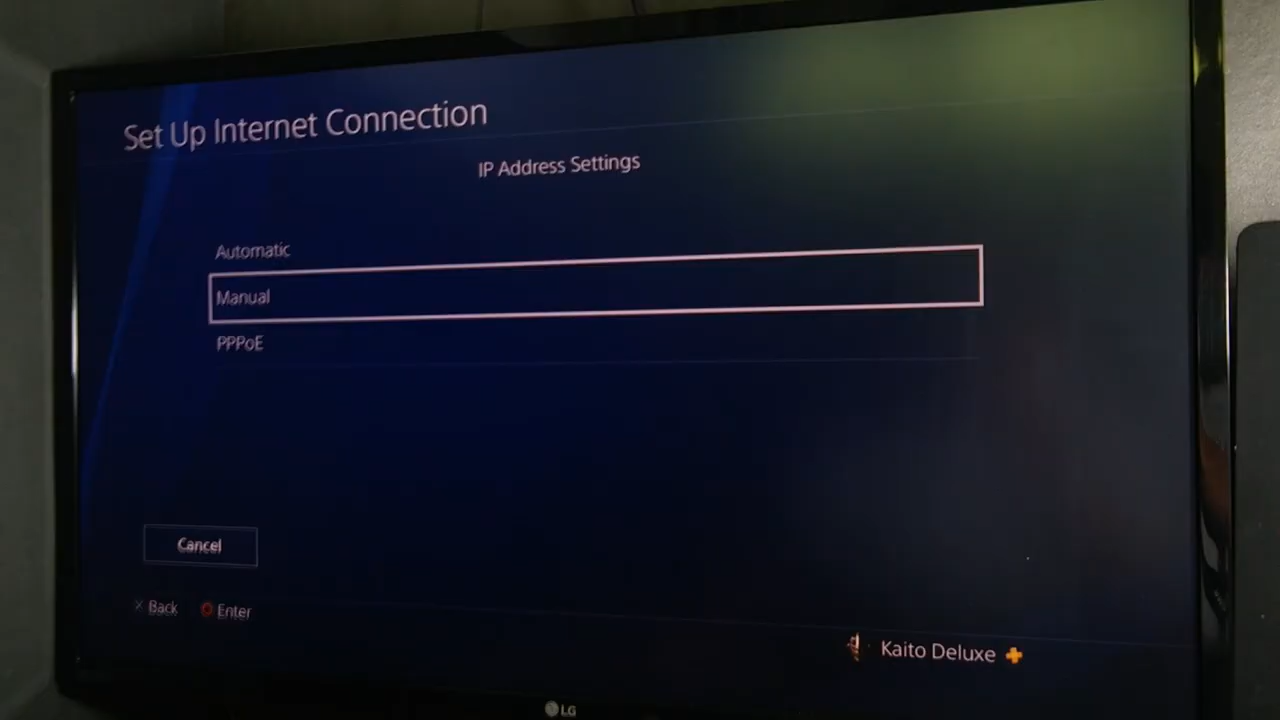 Set Up Internet Connection
IP Address Settings
Automatic
Manual
PPPoE
Cancel
Back
Enter
Kaito Deluxe
LG